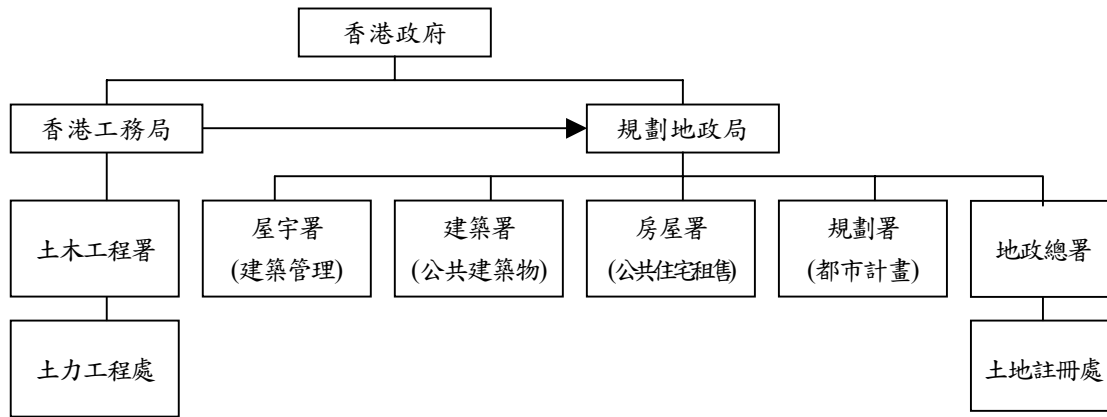 香港政府
香港工務局
規劃地政局
土木工程署
屋宇署
(建築管理)
建築署
(公共建築物)
房屋署
(公共住宅租售)
規劃署
(都市計畫)
地政總署
土力工程處
土地註冊處